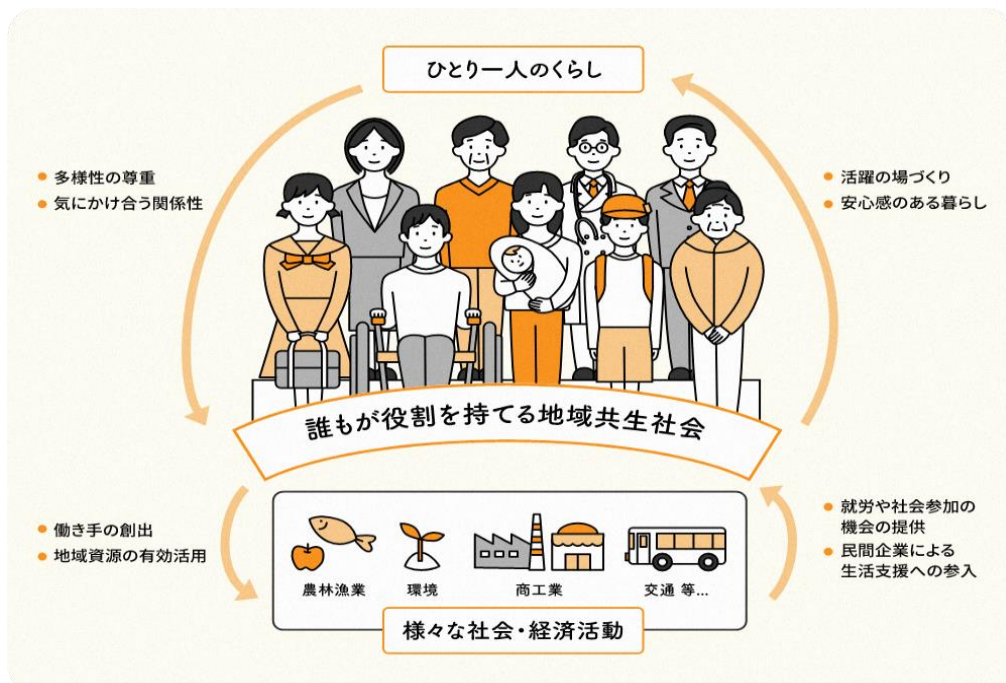 ひとり一人のくらし
多様性の尊重
気にかけ合う関係性
活躍の場づくり
安心感のある暮らし
誰もが役割を持てる地域共生社会
働き手の創出
地域資源の有効活用
就労や社会参加の
機会の提供
民間企業による
生活支援への参入
農林漁業
環境
商工業
交通 等...
様々な社会・経済活動